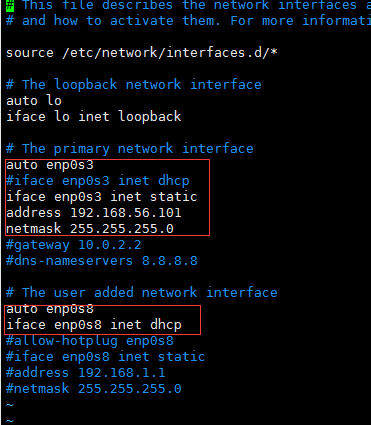 # This file describes the network interfaces a
# and how to activate them. For more informati
source /etc/network/interfaces.d/*
# The loopback network interface
auto lo
iface lo inet loopback
# The primary network interface
auto enp0s3
#iface enp0s3 inet dhcp
iface enp0s3 inet static
address 192.168.56.101
netmask 255.255.255.0
#gateway 10.0.2.2
#dns-nameservers 8.8.8.8
# The user added network interface
auto enp0s8
iface enp0s8 inet dhcp
#allow-hotplug enp0s8
#iface enp0s8 inet static
#address 192.168.1.1
#netmask 255.255.255.0
~
~